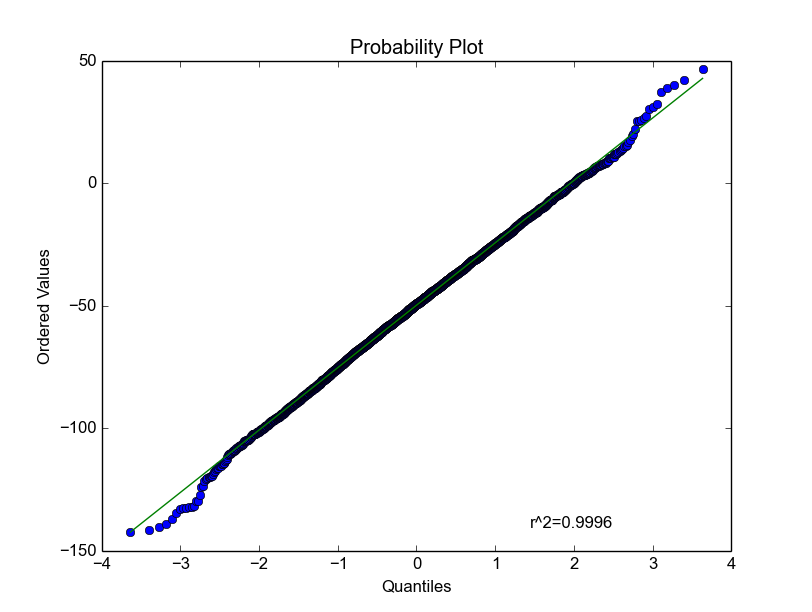 Probability Plot
50
0
−50
−100
−150
Ordered Values
r^2=0.9996
−4 −3 −2 −1 0 1 2 3 4
Quantiles